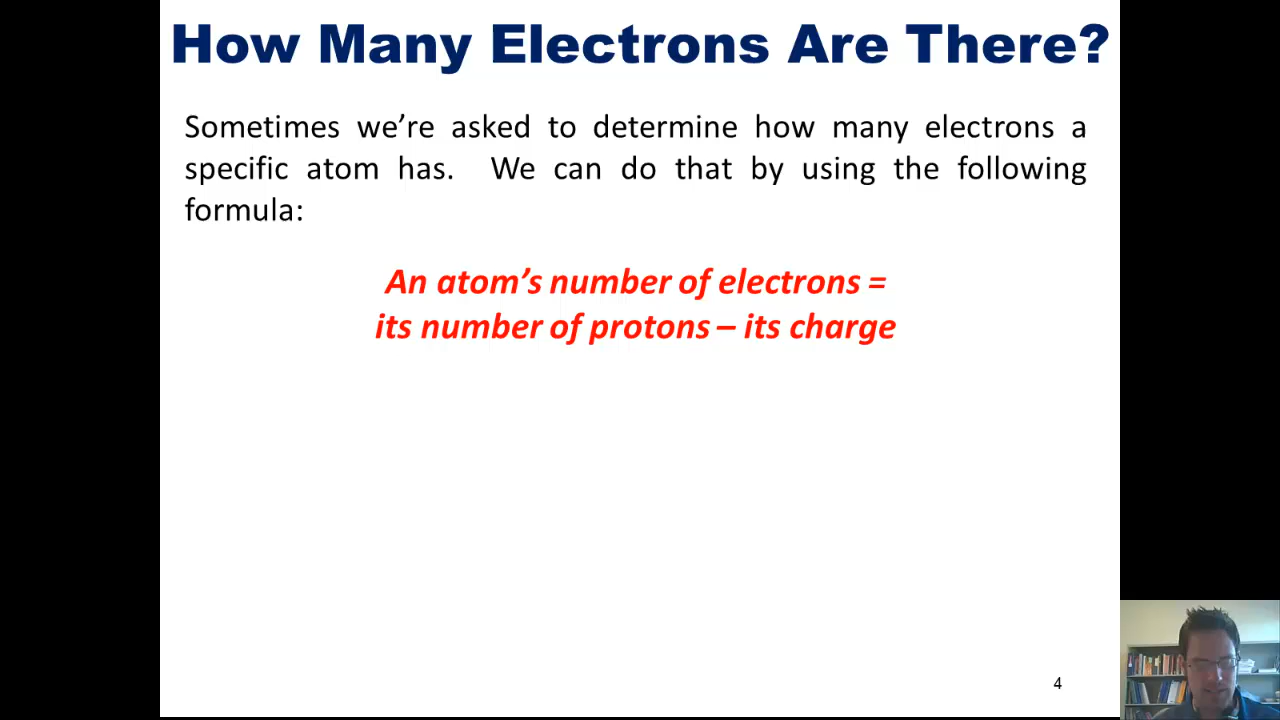 How Many Electrons Are There?
Sometimes we’re asked to determine how many electrons a
specific atom has. We can do that by using the following
formula:
An atom’s number of electrons =
its number of protons – its charge
4